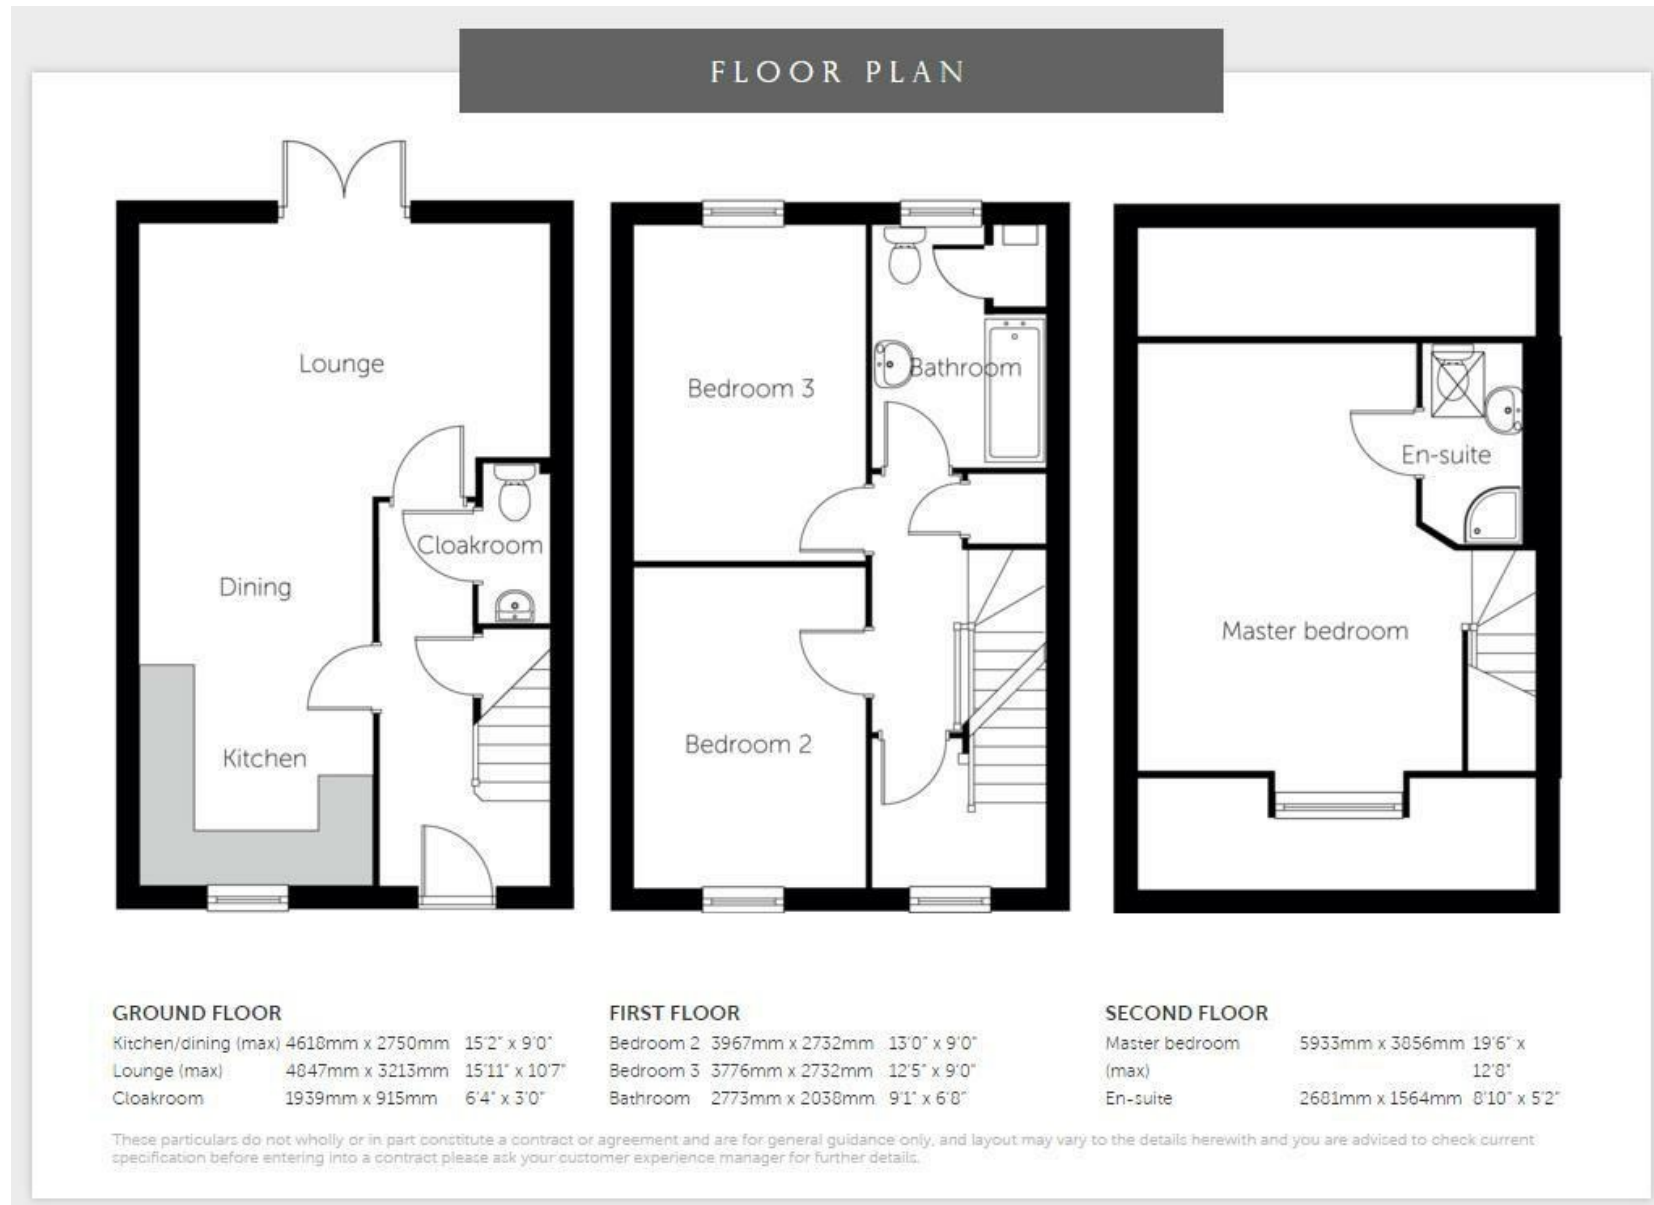 FLOOR PLAN
Lounge
Dining
Kitchen
Cloakroom
Bedroom 3
Bathroom
Bedroom 2
Master bedroom
En-suite
GROUND FLOOR
Kitchen/dining (max) 4618mm x 2750mm 15'2" x 9'0"
Lounge (max) 4847mm x 3213mm 15'11" x 10'7"
Cloakroom 1939mm x 915mm 6'4" x 3'0"
FIRST FLOOR
Bedroom 2 3967mm x 2732mm 13'0" x 9'0"
Bedroom 3 3776mm x 2732mm 12'5" x 9'0"
Bathroom 2773mm x 2038mm 9'1" x 6'8"
SECOND FLOOR
Master bedroom 5933mm x 3856mm 19'6" x
(max) 12'8"
En-suite 2681mm x 1564mm 8'10" x 5'2"
These particulars do not wholly or in part constitute a contract or agreement and are for general guidance only, and layout may vary to the details herewith and you are advised to check current
specification before entering into a contract please ask your customer experience manager for further details.